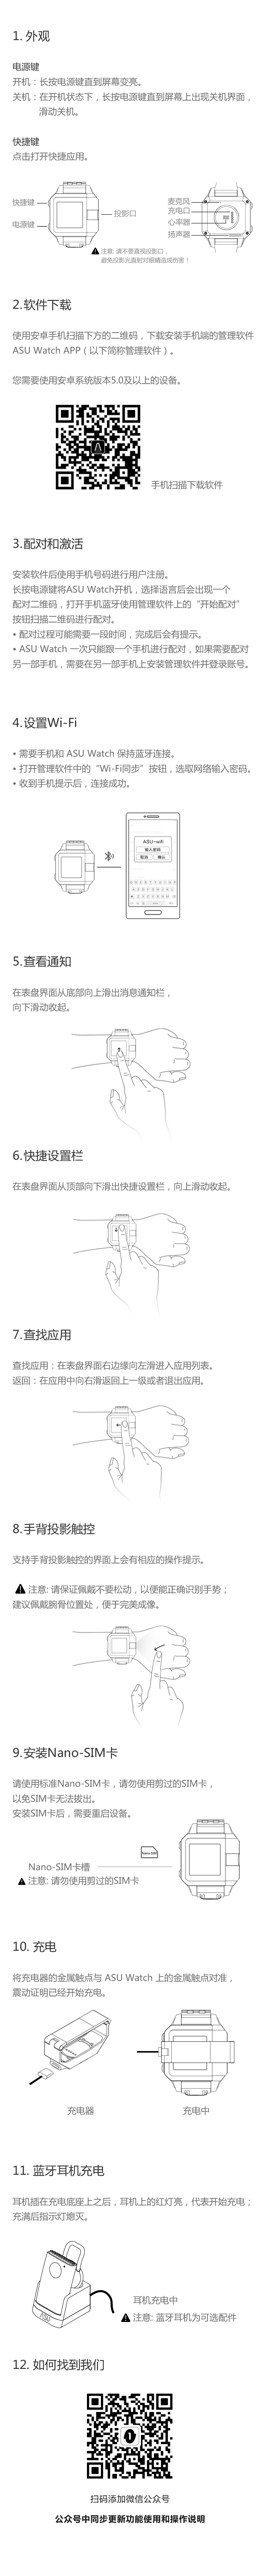 1. 外观
电源键
开机：长按电源键直到屏幕变亮。
关机：在开机状态下，长按电源键直到屏幕上出现关机界面，
滑动关机。
快捷键
点击打开快捷应用。
快捷键
电源键
投影口
麦克风
充电口
心率器
扬声器
注意: 请不要直视投影口，
避免投影光直射对眼睛造成伤害！
2.软件下载
使用安卓手机扫描下方的二维码，下载安装手机端的管理软件
ASU Watch APP（以下简称管理软件）。
您需要使用安卓系统版本5.0及以上的设备。
手机扫描下载软件
3.配对和激活
安装软件后使用手机号码进行用户注册。
长按电源键将ASU Watch开机，选择语言后会出现一个
配对二维码，打开手机蓝牙使用管理软件上的“开始配对”
按钮扫描二维码进行配对。
• 配对过程可能需要一段时间，完成后会有提示。
• ASU Watch 一次只能跟一个手机进行配对，如果需要配对
另一部手机，需要在另一部手机上安装管理软件并登录账号。
4.设置Wi-Fi
• 需要手机和 ASU Watch 保持蓝牙连接。
• 打开管理软件中的“Wi-Fi同步”按钮，选取网络输入密码。
• 收到手机提示后，连接成功。
ASU-wifi
输入密码
取消 确认
5.查看通知
在表盘界面从底部向上滑出消息通知栏，
向下滑动收起。
6.快捷设置栏
在表盘界面从顶部向下滑出快捷设置栏，向上滑动收起。
7.查找应用
查找应用：在表盘界面右边缘向左滑进入应用列表。
返回：在应用中向右滑返回上一级或者退出应用。
8.手背投影触控
支持手背投影触控的界面上会有相应的操作提示。
注意: 请保证佩戴不要松动，以便能正确识别手势；
建议佩戴腕骨位置处，便于完美成像。
9.安装Nano-SIM卡
请使用标准Nano-SIM卡，请勿使用剪过的SIM卡，
以免SIM卡无法拔出。
安装SIM卡后，需要重启设备。
Nano-SIM
Nano-SIM卡槽
注意: 请勿使用剪过的SIM卡
10. 充电
将充电器的金属触点与 ASU Watch 上的金属触点对准，
震动证明已经开始充电。
充电器
充电中
11. 蓝牙耳机充电
耳机插在充电底座上之后，耳机上的红灯亮，代表开始充电；
充满后指示灯熄灭。
耳机充电中
注意: 蓝牙耳机为可选配件
12. 如何找到我们
扫码添加微信公众号
公众号中同步更新功能使用和操作说明